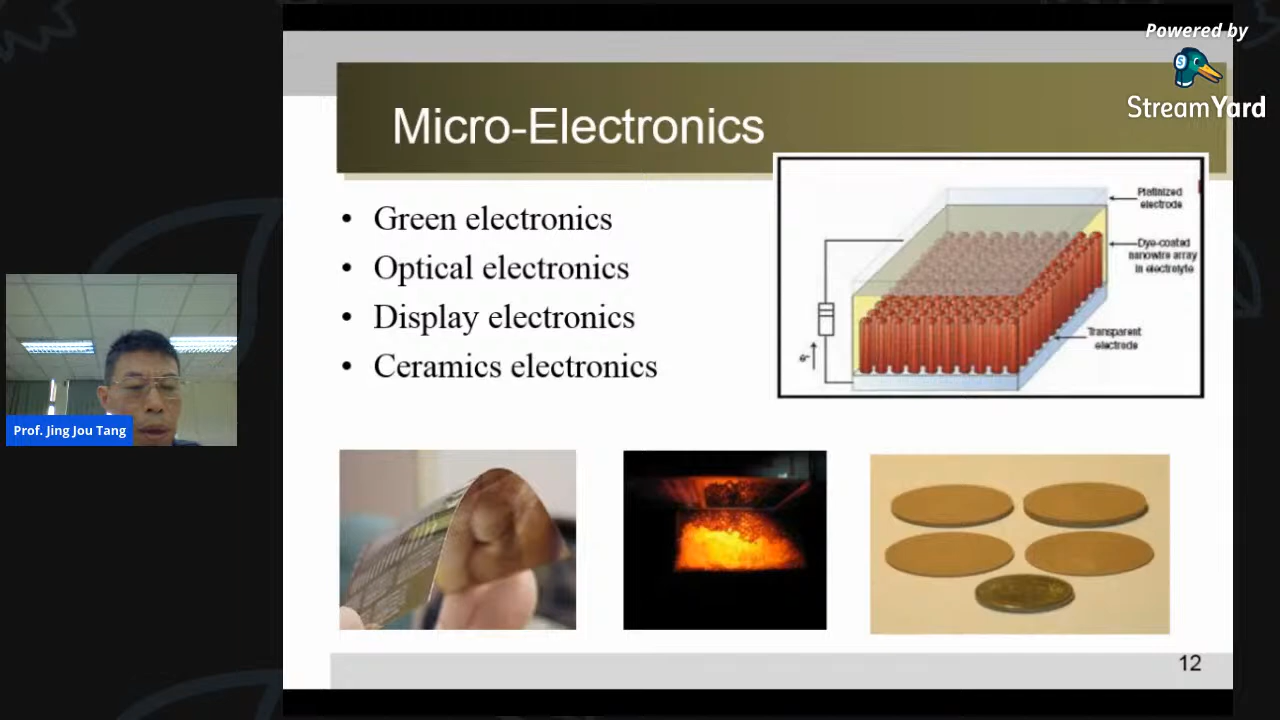 Powered by
StreamYard
Micro-Electronics
• Green electronics
• Optical electronics
• Display electronics
• Ceramics electronics
Platinized
electrode
Dye-coated
nanowire array
in electrolyte
Transparent
electrode
e-
Prof. Jing Jou Tang
12